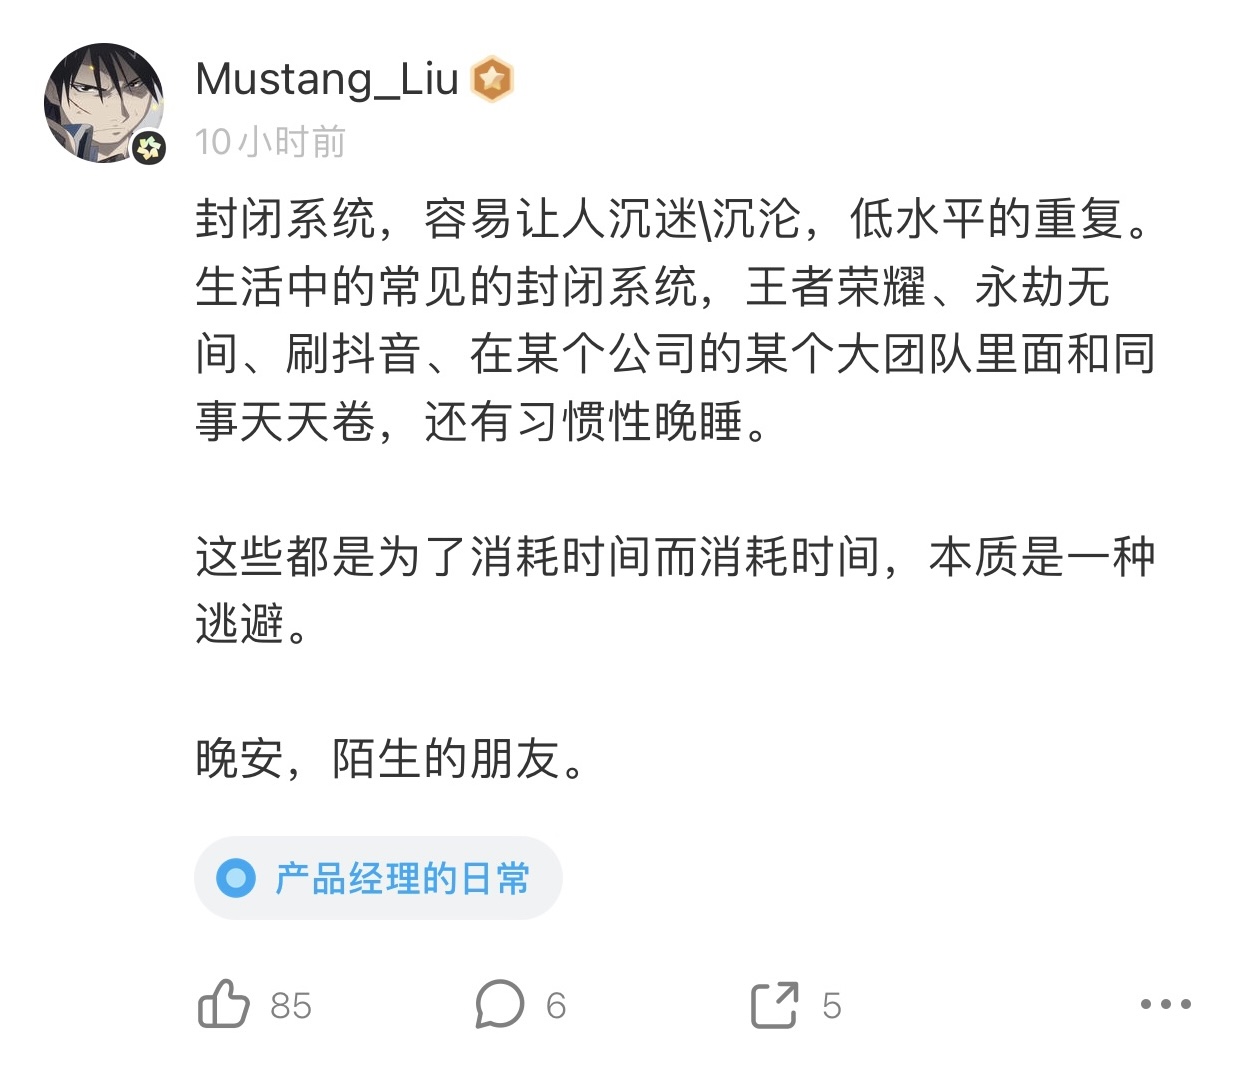 Mustang_Liu
10小时前
封闭系统，容易让人沉迷\沉沦，低水平的重复。
生活中的常见的封闭系统，王者荣耀、永劫无
间、刷抖音、在某个公司的某个大团队里面和同
事天天卷，还有习惯性晚睡。
这些都是为了消耗时间而消耗时间，本质是一种
逃避。
晚安，陌生的朋友。
产品经理的日常
85 6 5